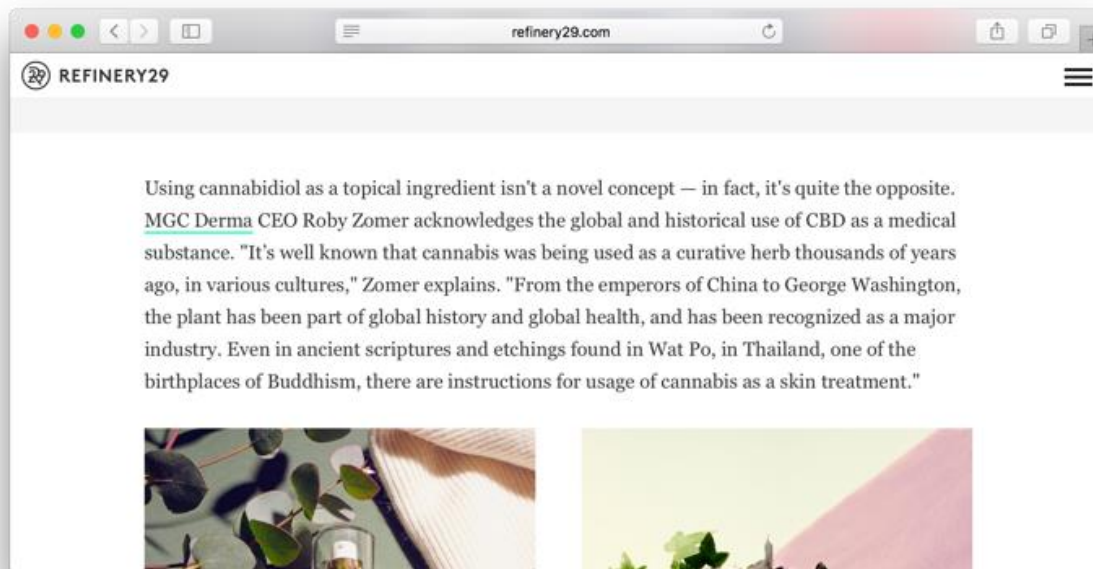 refinery29.com
29 REFINERY29
Using cannabidiol as a topical ingredient isn't a novel concept — in fact, it's quite the opposite.
MGC Derma CEO Roby Zomer acknowledges the global and historical use of CBD as a medical
substance. "It's well known that cannabis was being used as a curative herb thousands of years
ago, in various cultures," Zomer explains. "From the emperors of China to George Washington,
the plant has been part of global history and global health, and has been recognized as a major
industry. Even in ancient scriptures and etchings found in Wat Po, in Thailand, one of the
birthplaces of Buddhism, there are instructions for usage of cannabis as a skin treatment."